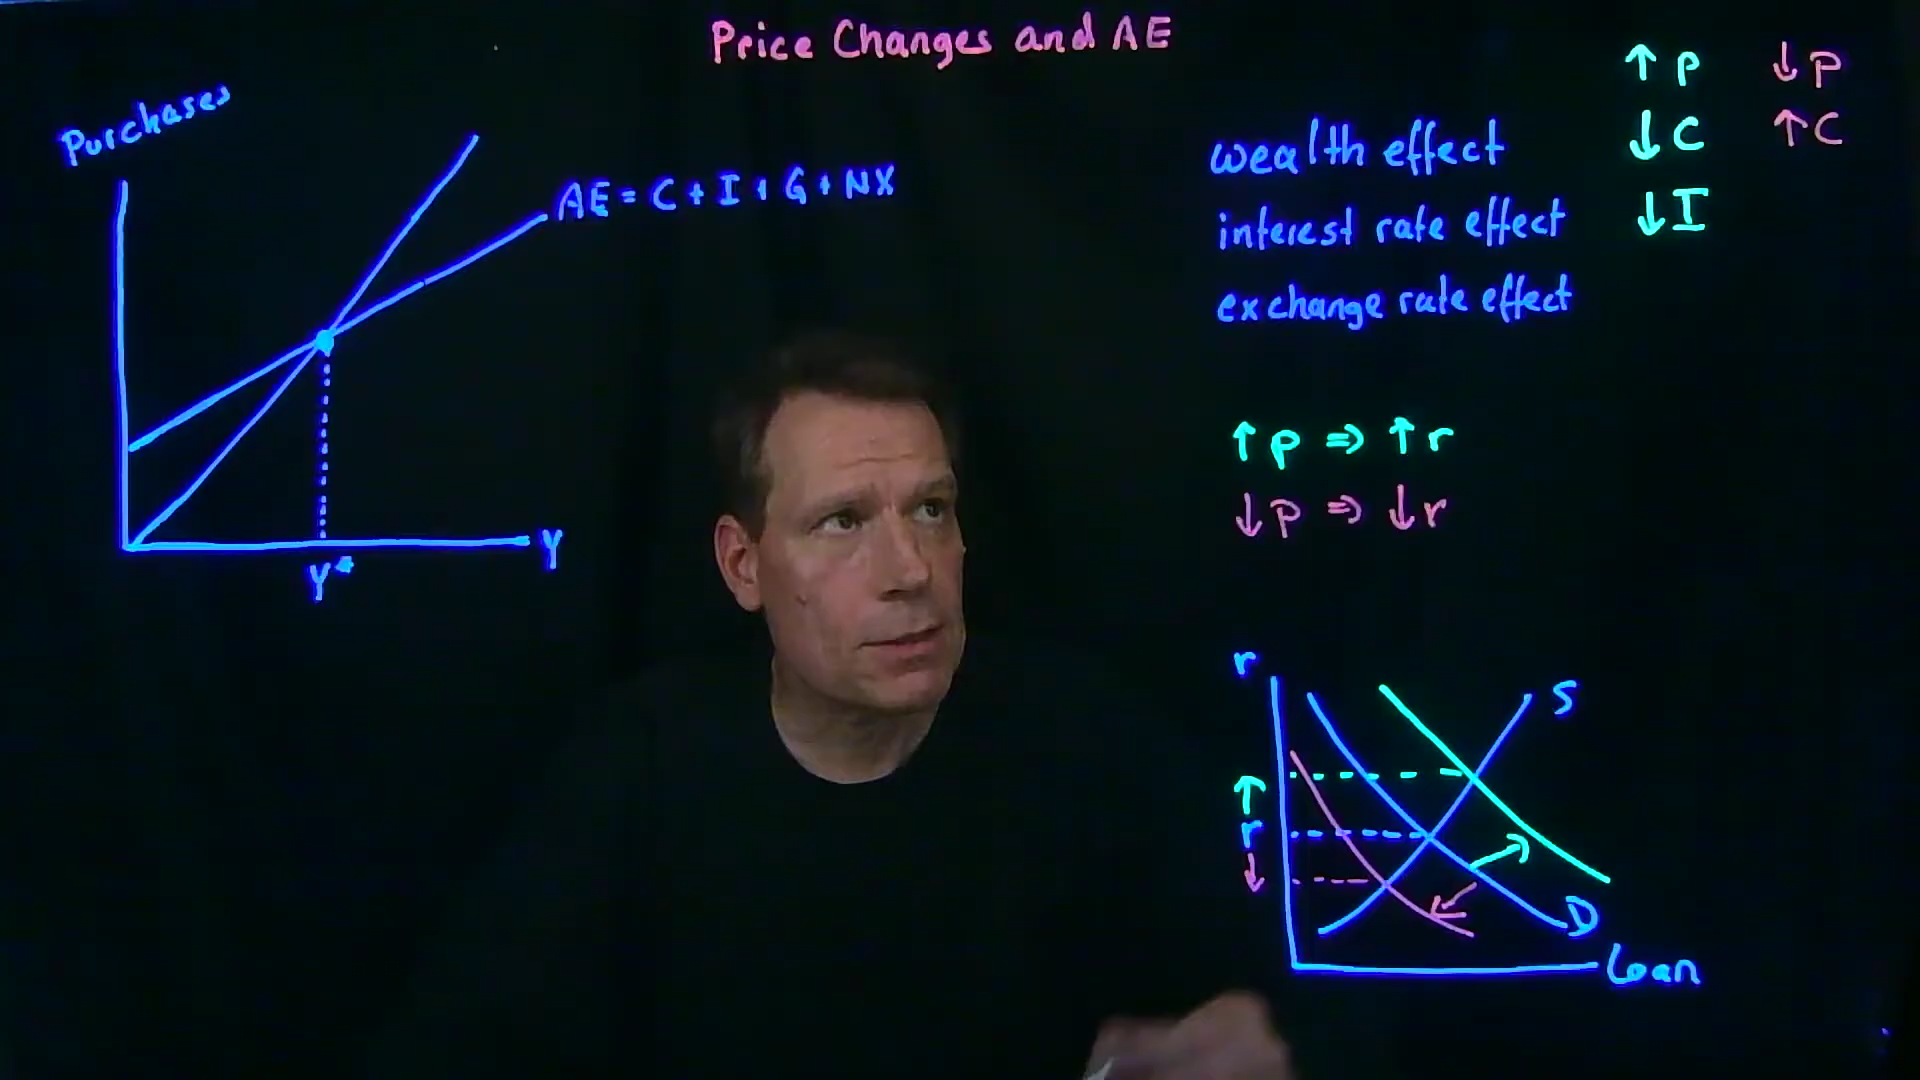 Price Changes and AE
Purchases
AE = C + I + G + NX
Y*
Y
↑ P ↓ P
wealth effect ↓ C ↑ C
interest rate effect ↓ I
exchange rate effect
↑ P ⇒ ↑ r
↓ P ⇒ ↓ r
r
S
↑
r
↓
D
Loan